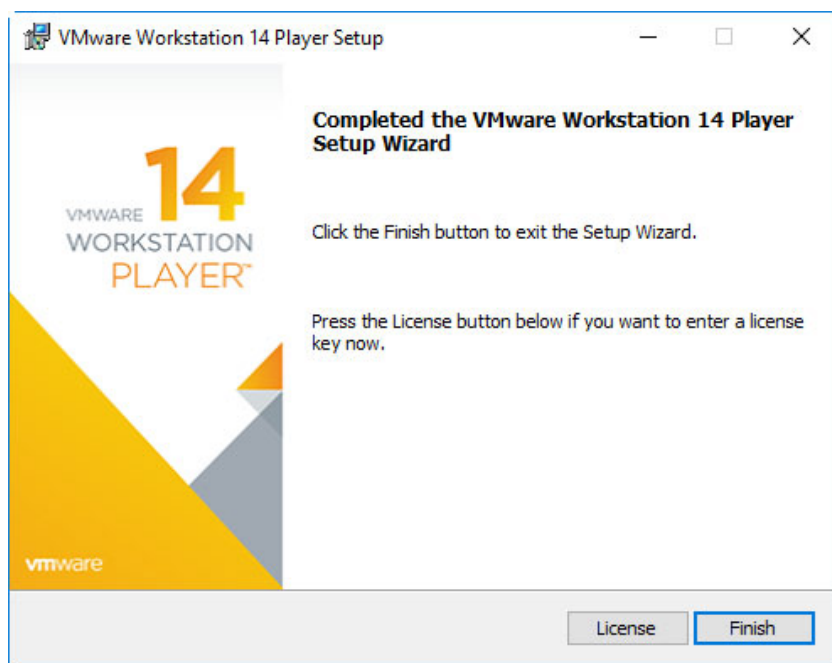 VMware Workstation 14 Player Setup
14
VMWARE
WORKSTATION
PLAYER™
Completed the VMware Workstation 14 Player
Setup Wizard
Click the Finish button to exit the Setup Wizard.
Press the License button below if you want to enter a license
key now.
vmware
License
Finish